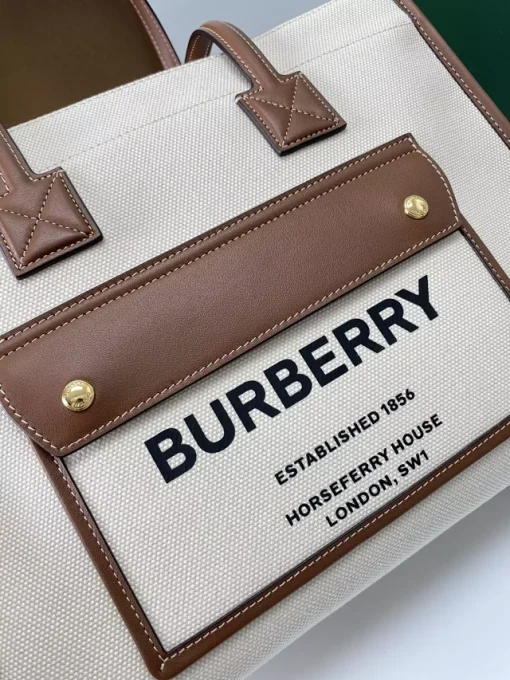 BURBERRY
ESTABLISHED 1856
HORSEFERRY HOUSE
LONDON, SW1